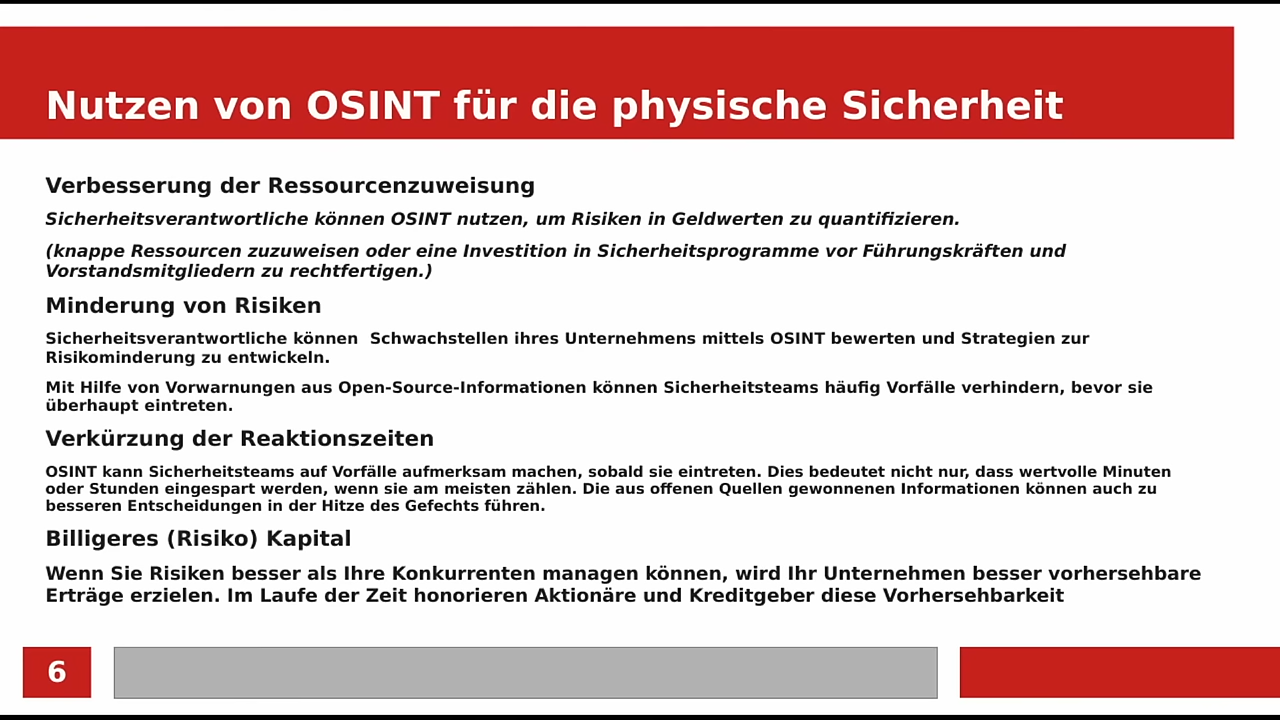 Nutzen von OSINT für die physische Sicherheit
Verbesserung der Ressourcenzuweisung
Sicherheitsverantwortliche können OSINT nutzen, um Risiken in Geldwerten zu quantifizieren.
(knappe Ressourcen zuzuweisen oder eine Investition in Sicherheitsprogramme vor Führungskräften und
Vorstandsmitgliedern zu rechtfertigen.)
Minderung von Risiken
Sicherheitsverantwortliche können  Schwachstellen ihres Unternehmens mittels OSINT bewerten und Strategien zur
Risikominderung zu entwickeln.
Mit Hilfe von Vorwarnungen aus Open-Source-Informationen können Sicherheitsteams häufig Vorfälle verhindern, bevor sie
überhaupt eintreten.
Verkürzung der Reaktionszeiten
OSINT kann Sicherheitsteams auf Vorfälle aufmerksam machen, sobald sie eintreten. Dies bedeutet nicht nur, dass wertvolle Minuten
oder Stunden eingespart werden, wenn sie am meisten zählen. Die aus offenen Quellen gewonnenen Informationen können auch zu
besseren Entscheidungen in der Hitze des Gefechts führen.
Billigeres (Risiko) Kapital
Wenn Sie Risiken besser als Ihre Konkurrenten managen können, wird Ihr Unternehmen besser vorhersehbare
Erträge erzielen. Im Laufe der Zeit honorieren Aktionäre und Kreditgeber diese Vorhersehbarkeit
6